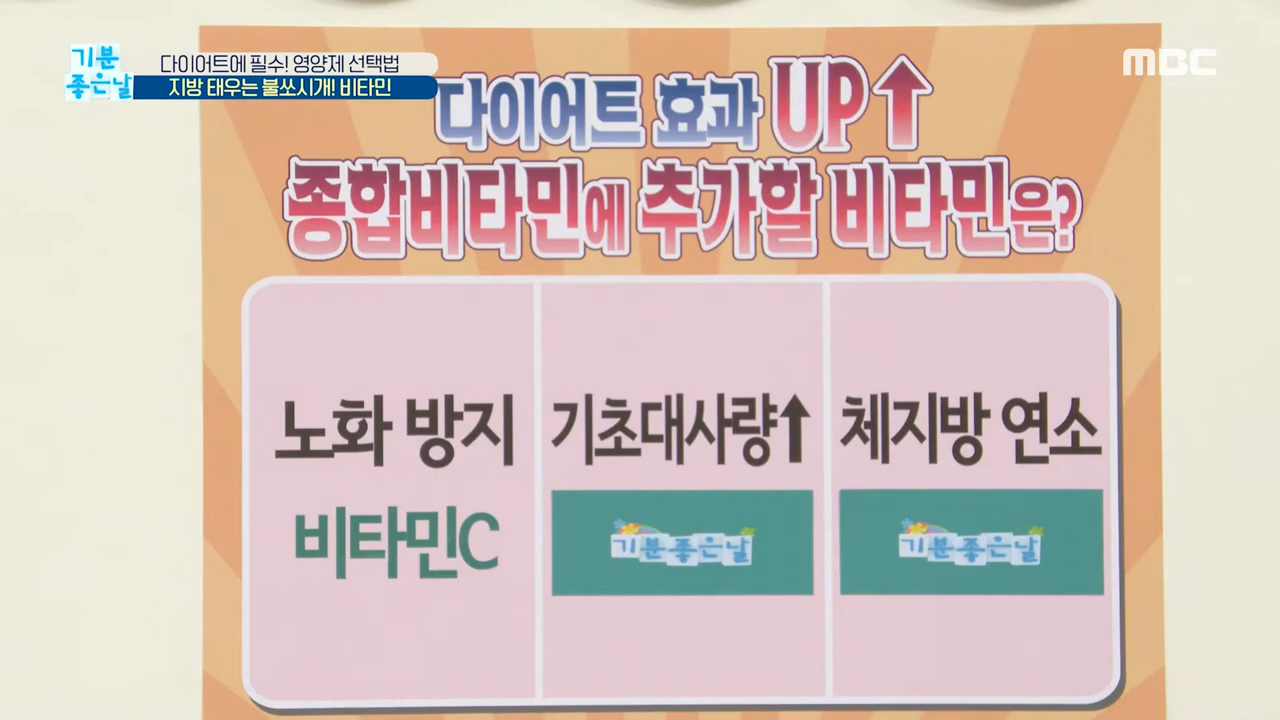 기분
좋은날
다이어트에 필수! 영양제 선택법
지방 태우는 불쏘시개! 비타민
MBC
다이어트 효과 UP↑
종합비타민에 추가할 비타민은?
노화 방지
비타민C
기초대사량↑
기분좋은날
체지방 연소
기분좋은날